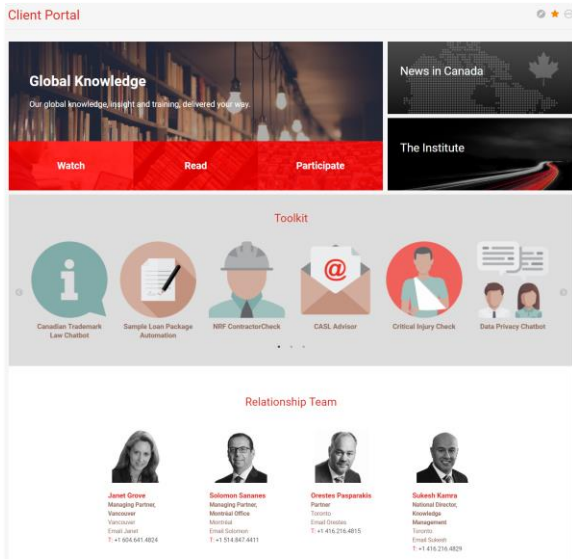 Client Portal
Global Knowledge
Our global knowledge, insight and training, delivered your way.
Watch
Read
Participate
News in Canada
The Institute
Toolkit
@
Canadian Trademark
Law Chatbot
Sample Loan Package
Automation
NRF ContractorCheck
CASL Advisor
Critical Injury Check
Data Privacy Chatbot
Relationship Team
Janet Grove
Managing Partner,
Vancouver
Vancouver
Email Janet
T: +1 604.641.4824
Solomon Sananes
Managing Partner,
Montréal Office
Montréal
Email Solomon
T: +1 514.847.4411
Orestes Pasparakis
Partner
Toronto
Email Orestes
T: +1 416.216.4815
Sukesh Kamra
National Director,
Knowledge
Management
Toronto
Email Sukesh
T: +1 416.216.4829